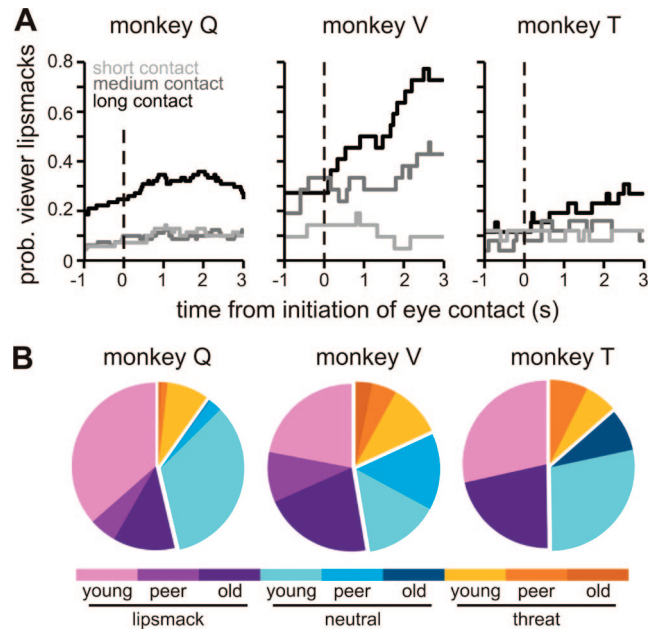 A
monkey Q
monkey V
monkey T
prob. viewer lipsmacks
0.8
0.6
0.4
0.2
0
short contact
medium contact
long contact
-1 0 1 2 3
-1 0 1 2 3
-1 0 1 2 3
time from initiation of eye contact (s)
B
monkey Q
monkey V
monkey T
young peer old young peer old young peer old
lipsmack neutral threat